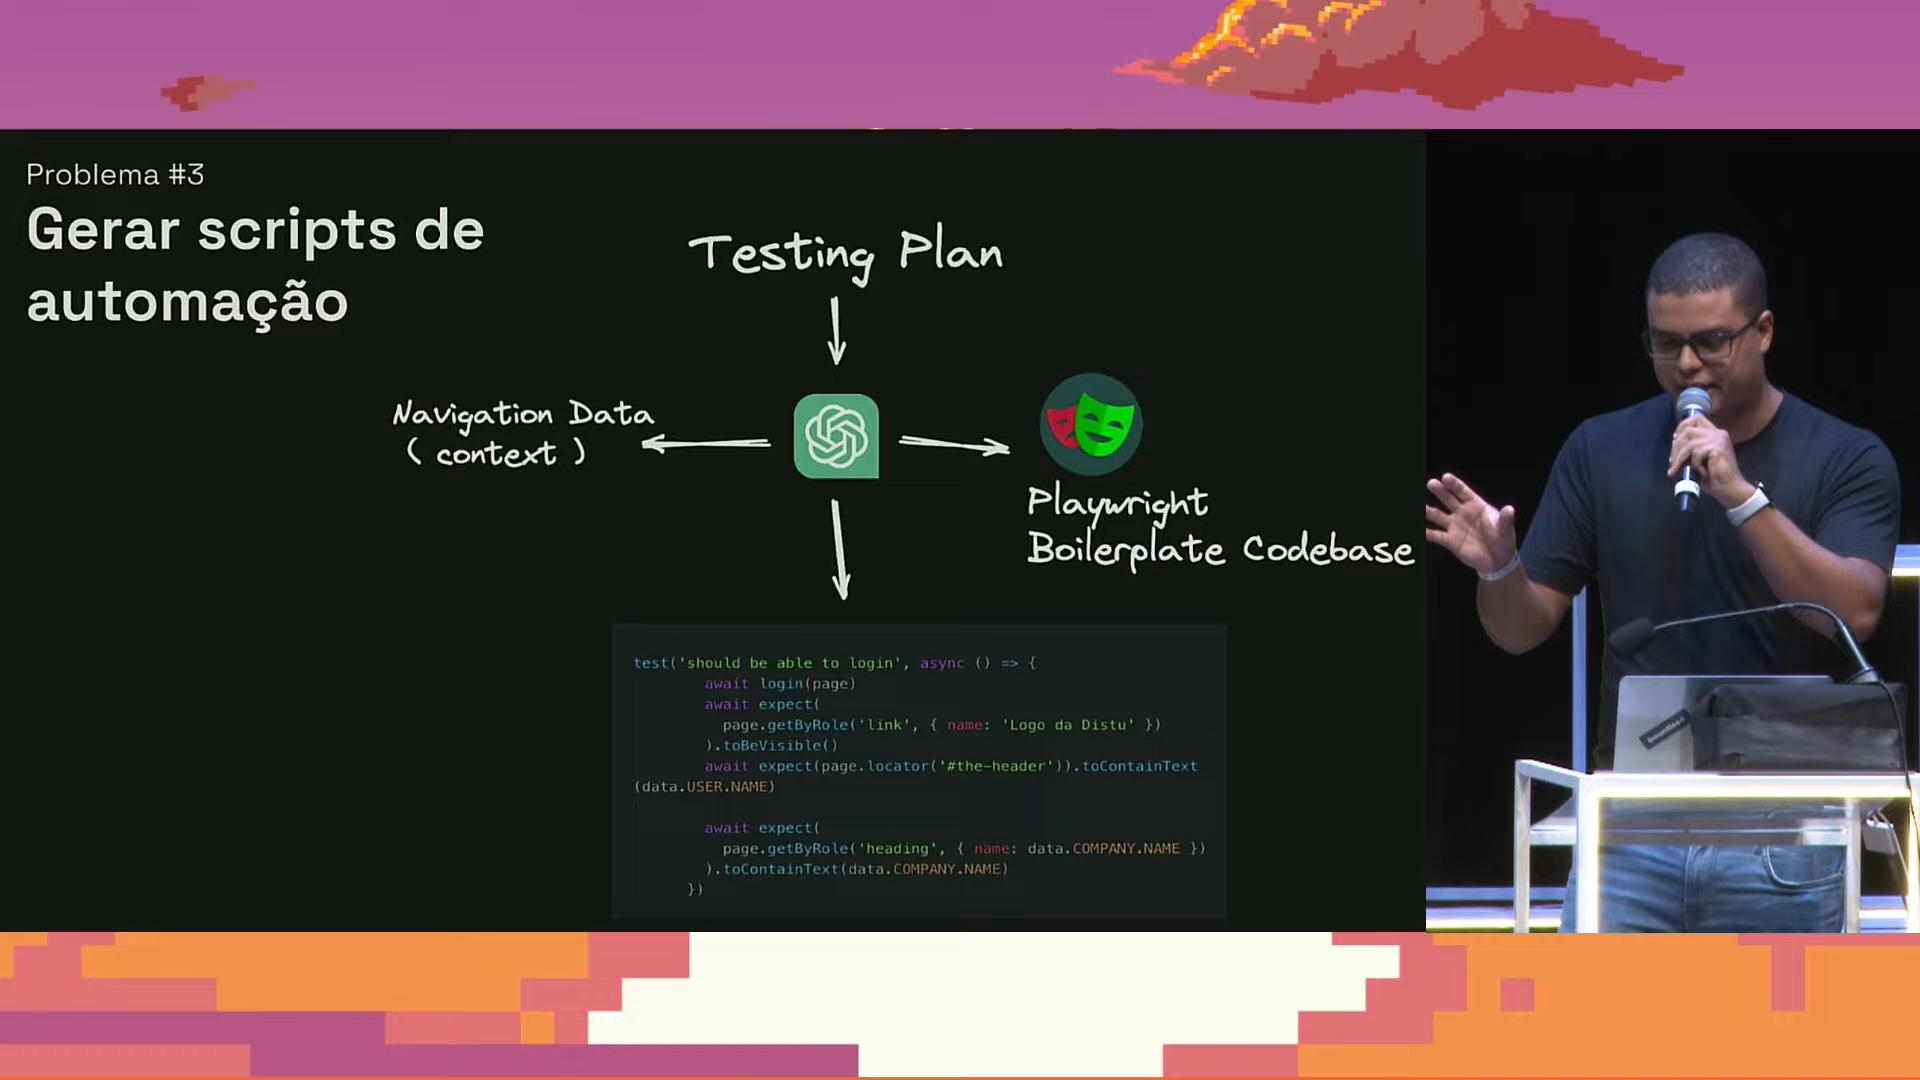 Problema #3
Gerar scripts de
automação
Testing Plan
Navigation Data
( context )
Playwright
Boilerplate Codebase
test('should be able to login', async () => {
await login(page)
await expect(
page.getByRole('link', { name: 'Logo da Distu' })
).toBeVisible()
await expect(page.locator('#the-header')).toContainText
(data.USER.NAME)
await expect(
page.getByRole('heading', { name: data.COMPANY.NAME })
).toContainText(data.COMPANY.NAME)
})